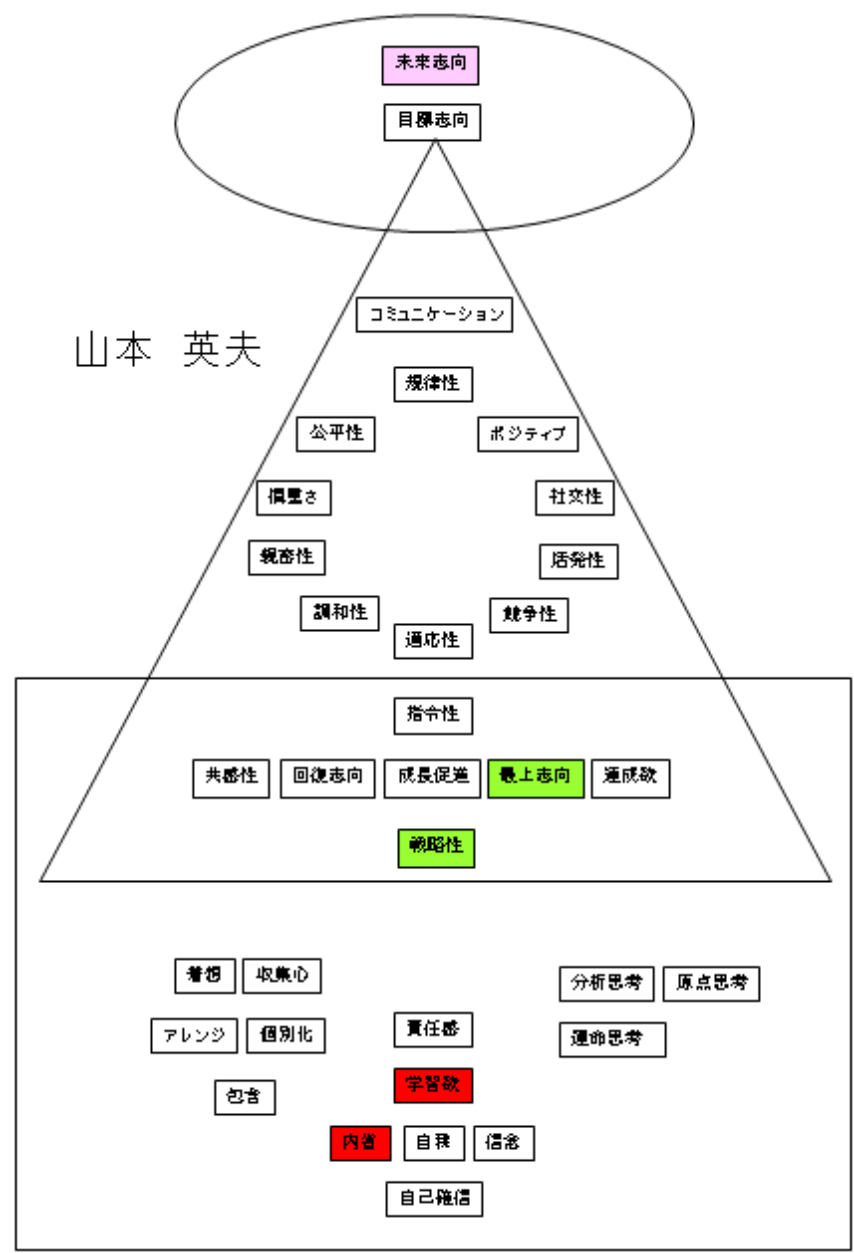 未来志向
目標志向
コミュニケーション
山本 英夫
規律性
公平性
ポジティブ
慎重さ
社交性
親密性
活発性
調和性
競争性
適応性
指令性
共感性
回復志向
成長促進
最上志向
達成欲
戦略性
着想
収集心
分析思考
原点思考
アレンジ
個別化
責任感
運命思考
学習欲
包含
内省
自我
信念
自己確信